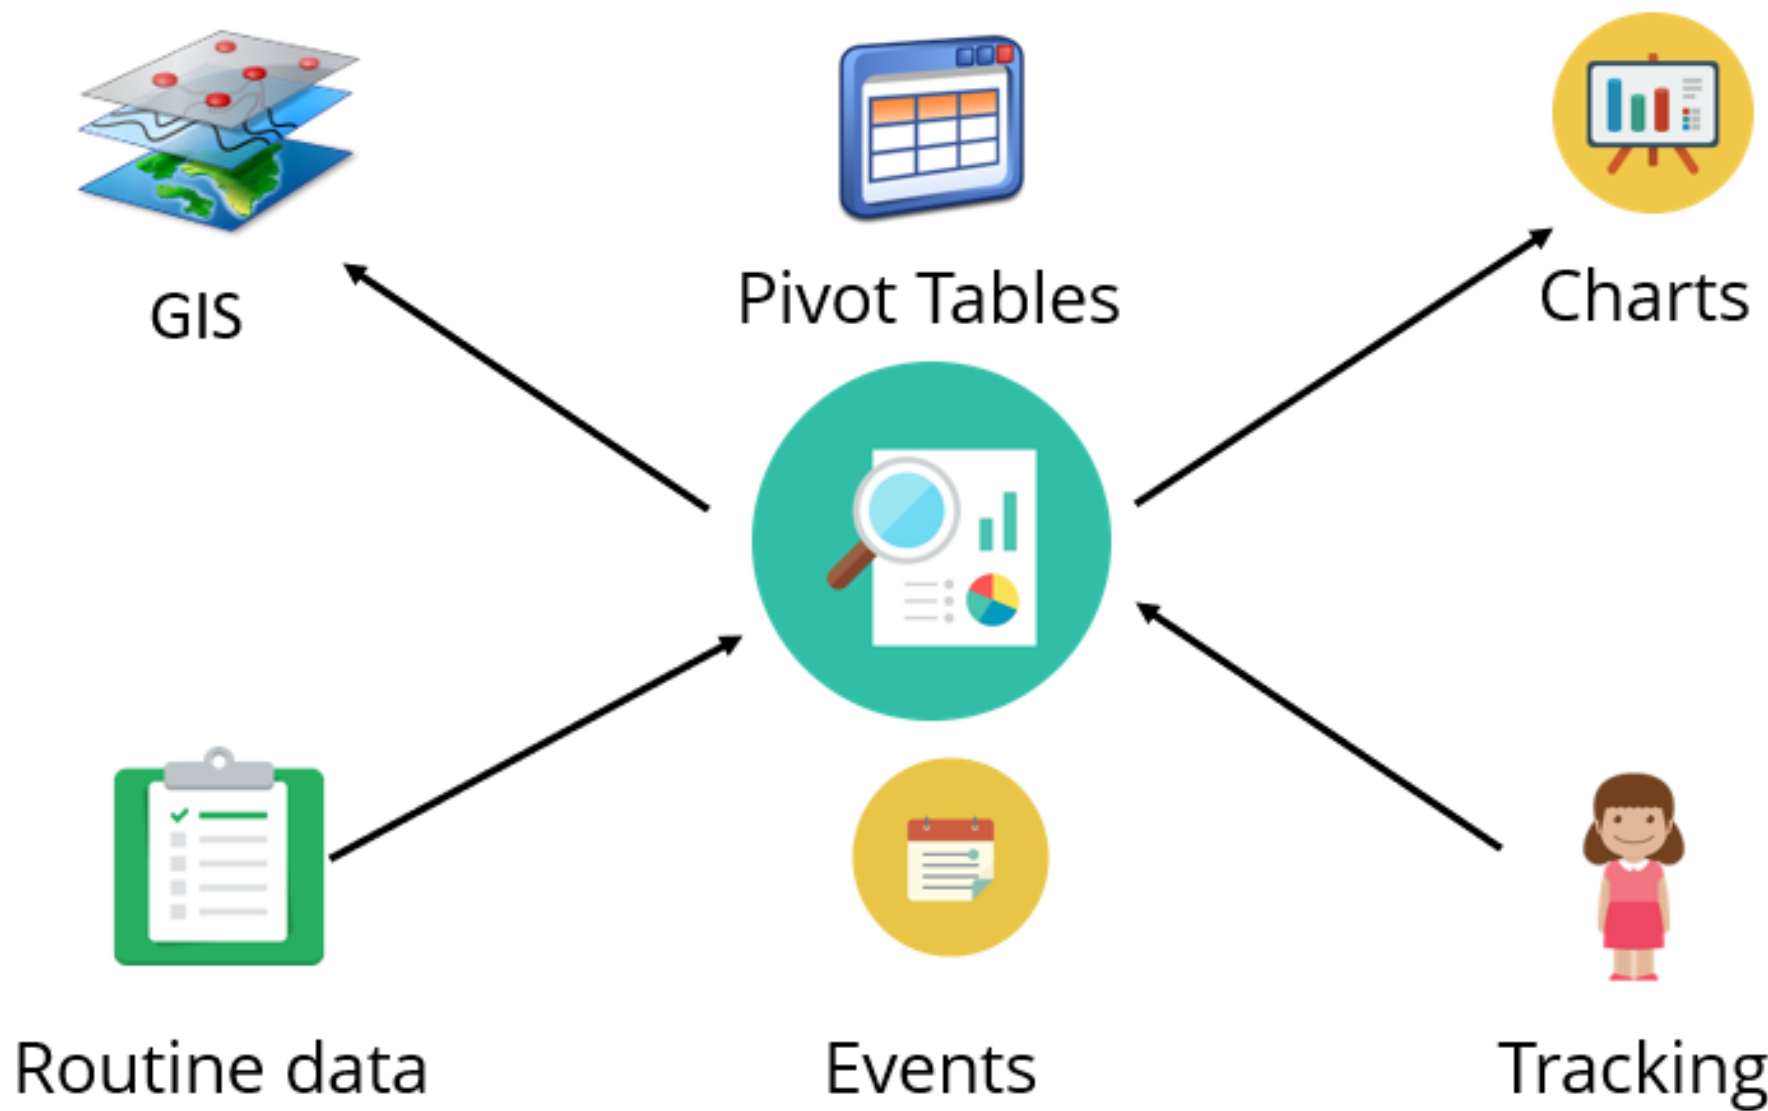 GIS
Pivot Tables
Charts
Routine data
Events
Tracking